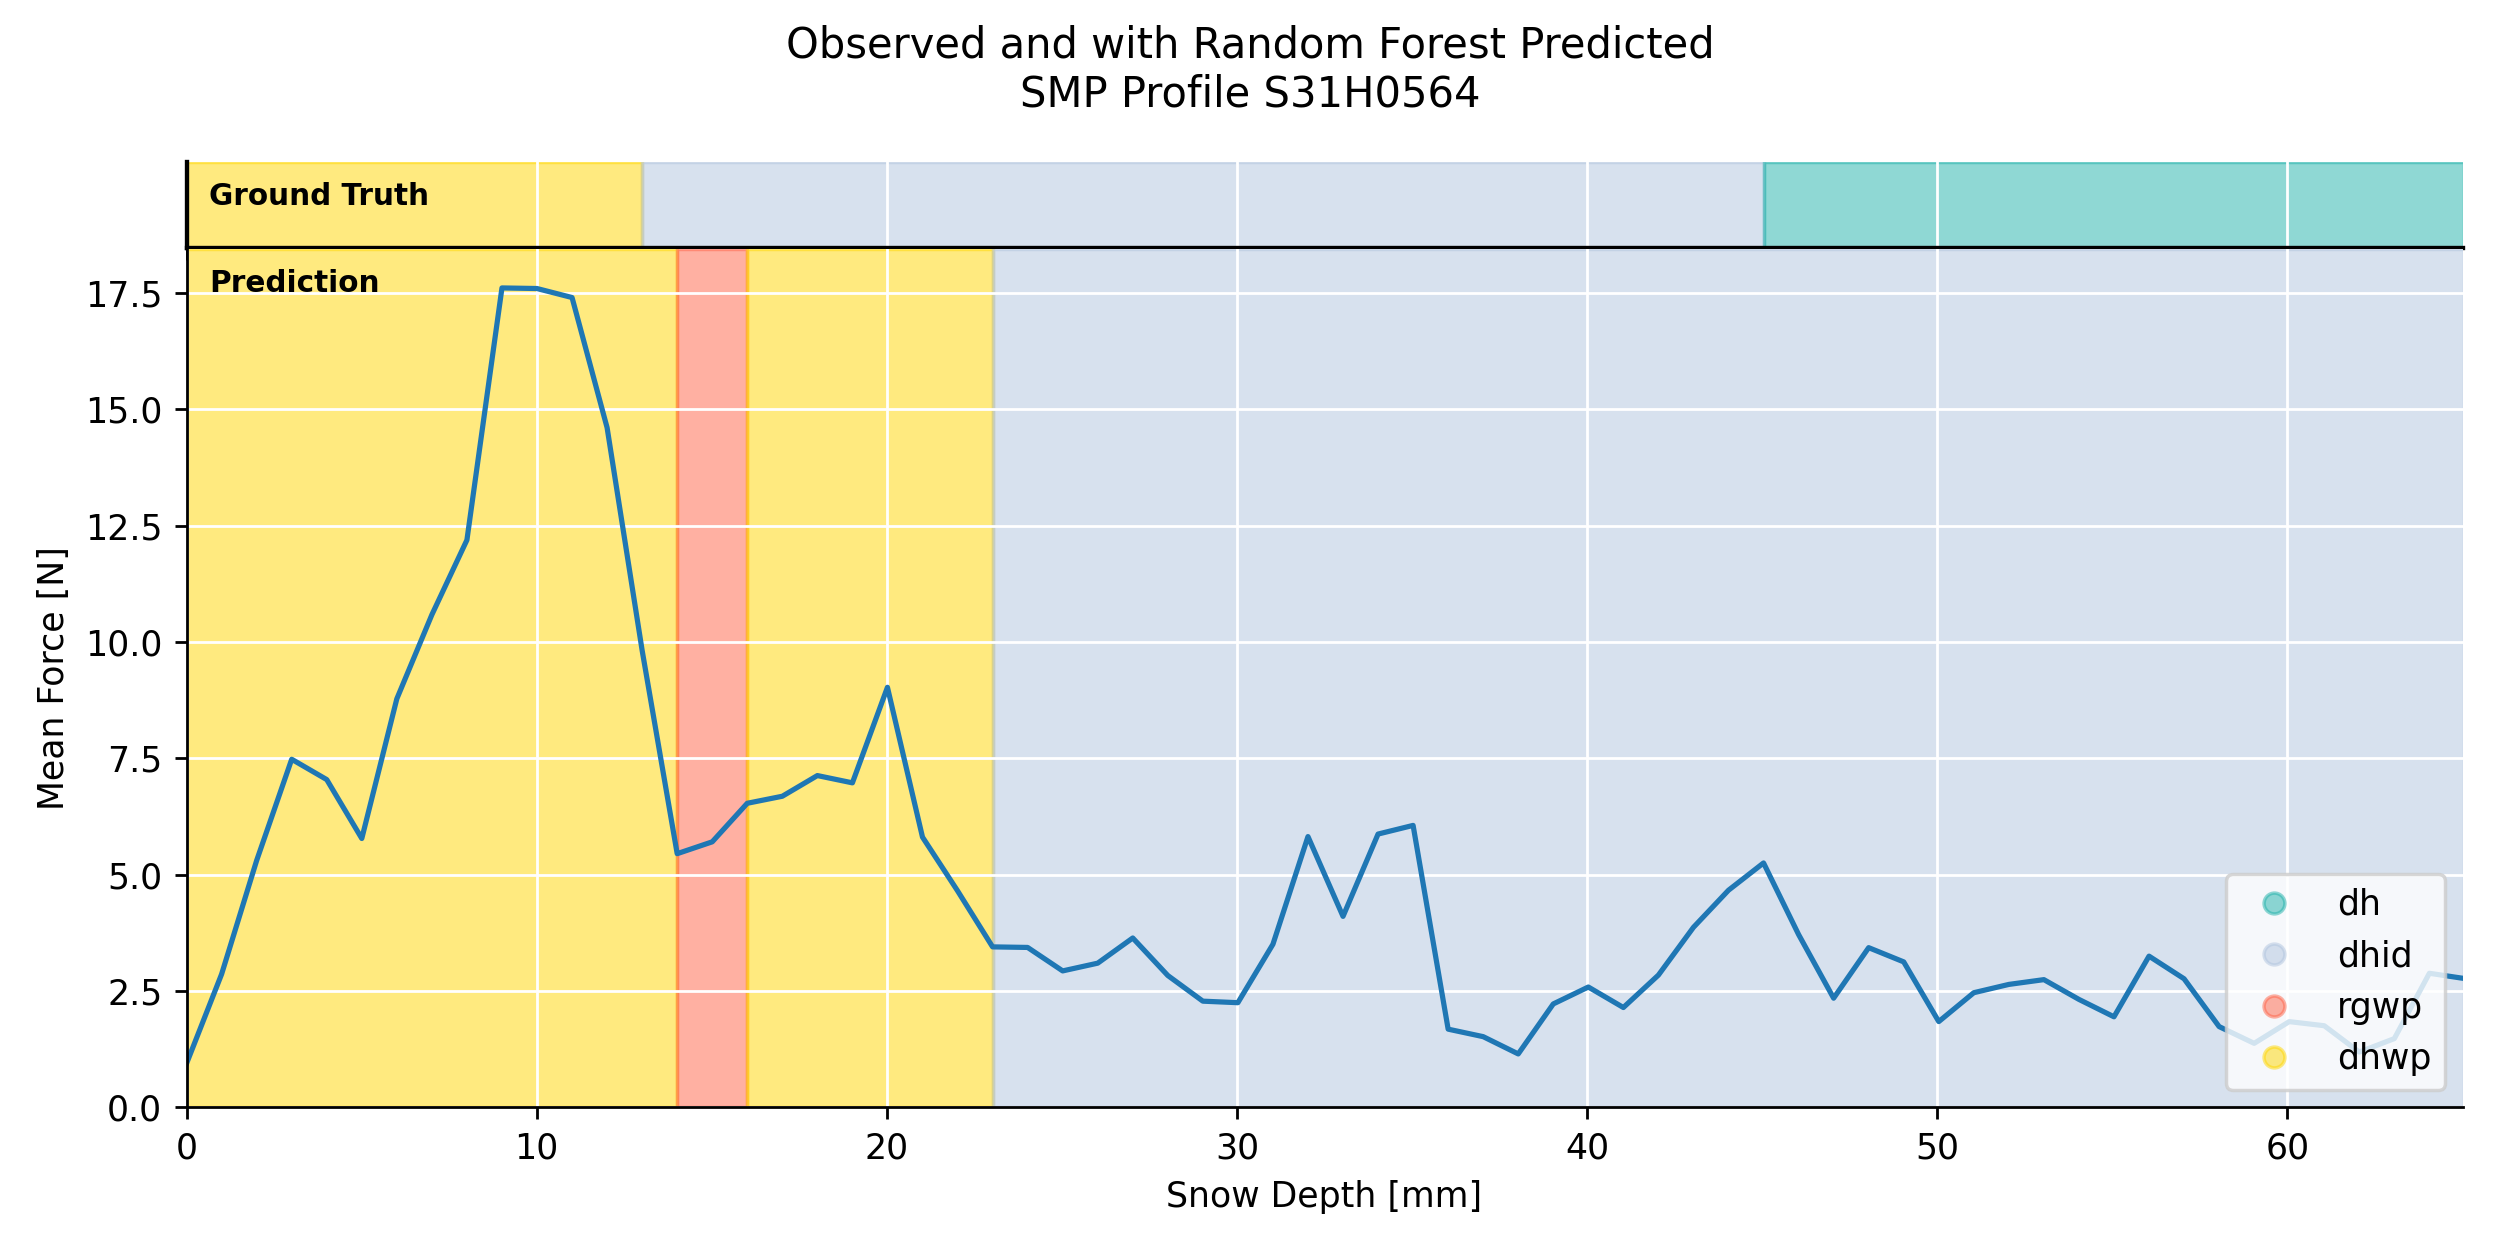 Observed and with Random Forest Predicted
SMP Profile S31H0564
Ground Truth
Prediction
17.5
15.0
12.5
10.0
7.5
5.0
2.5
0.0
Mean Force [N]
0 10 20 30 40 50 60
Snow Depth [mm]
dh
dhid
rgwp
dhwp